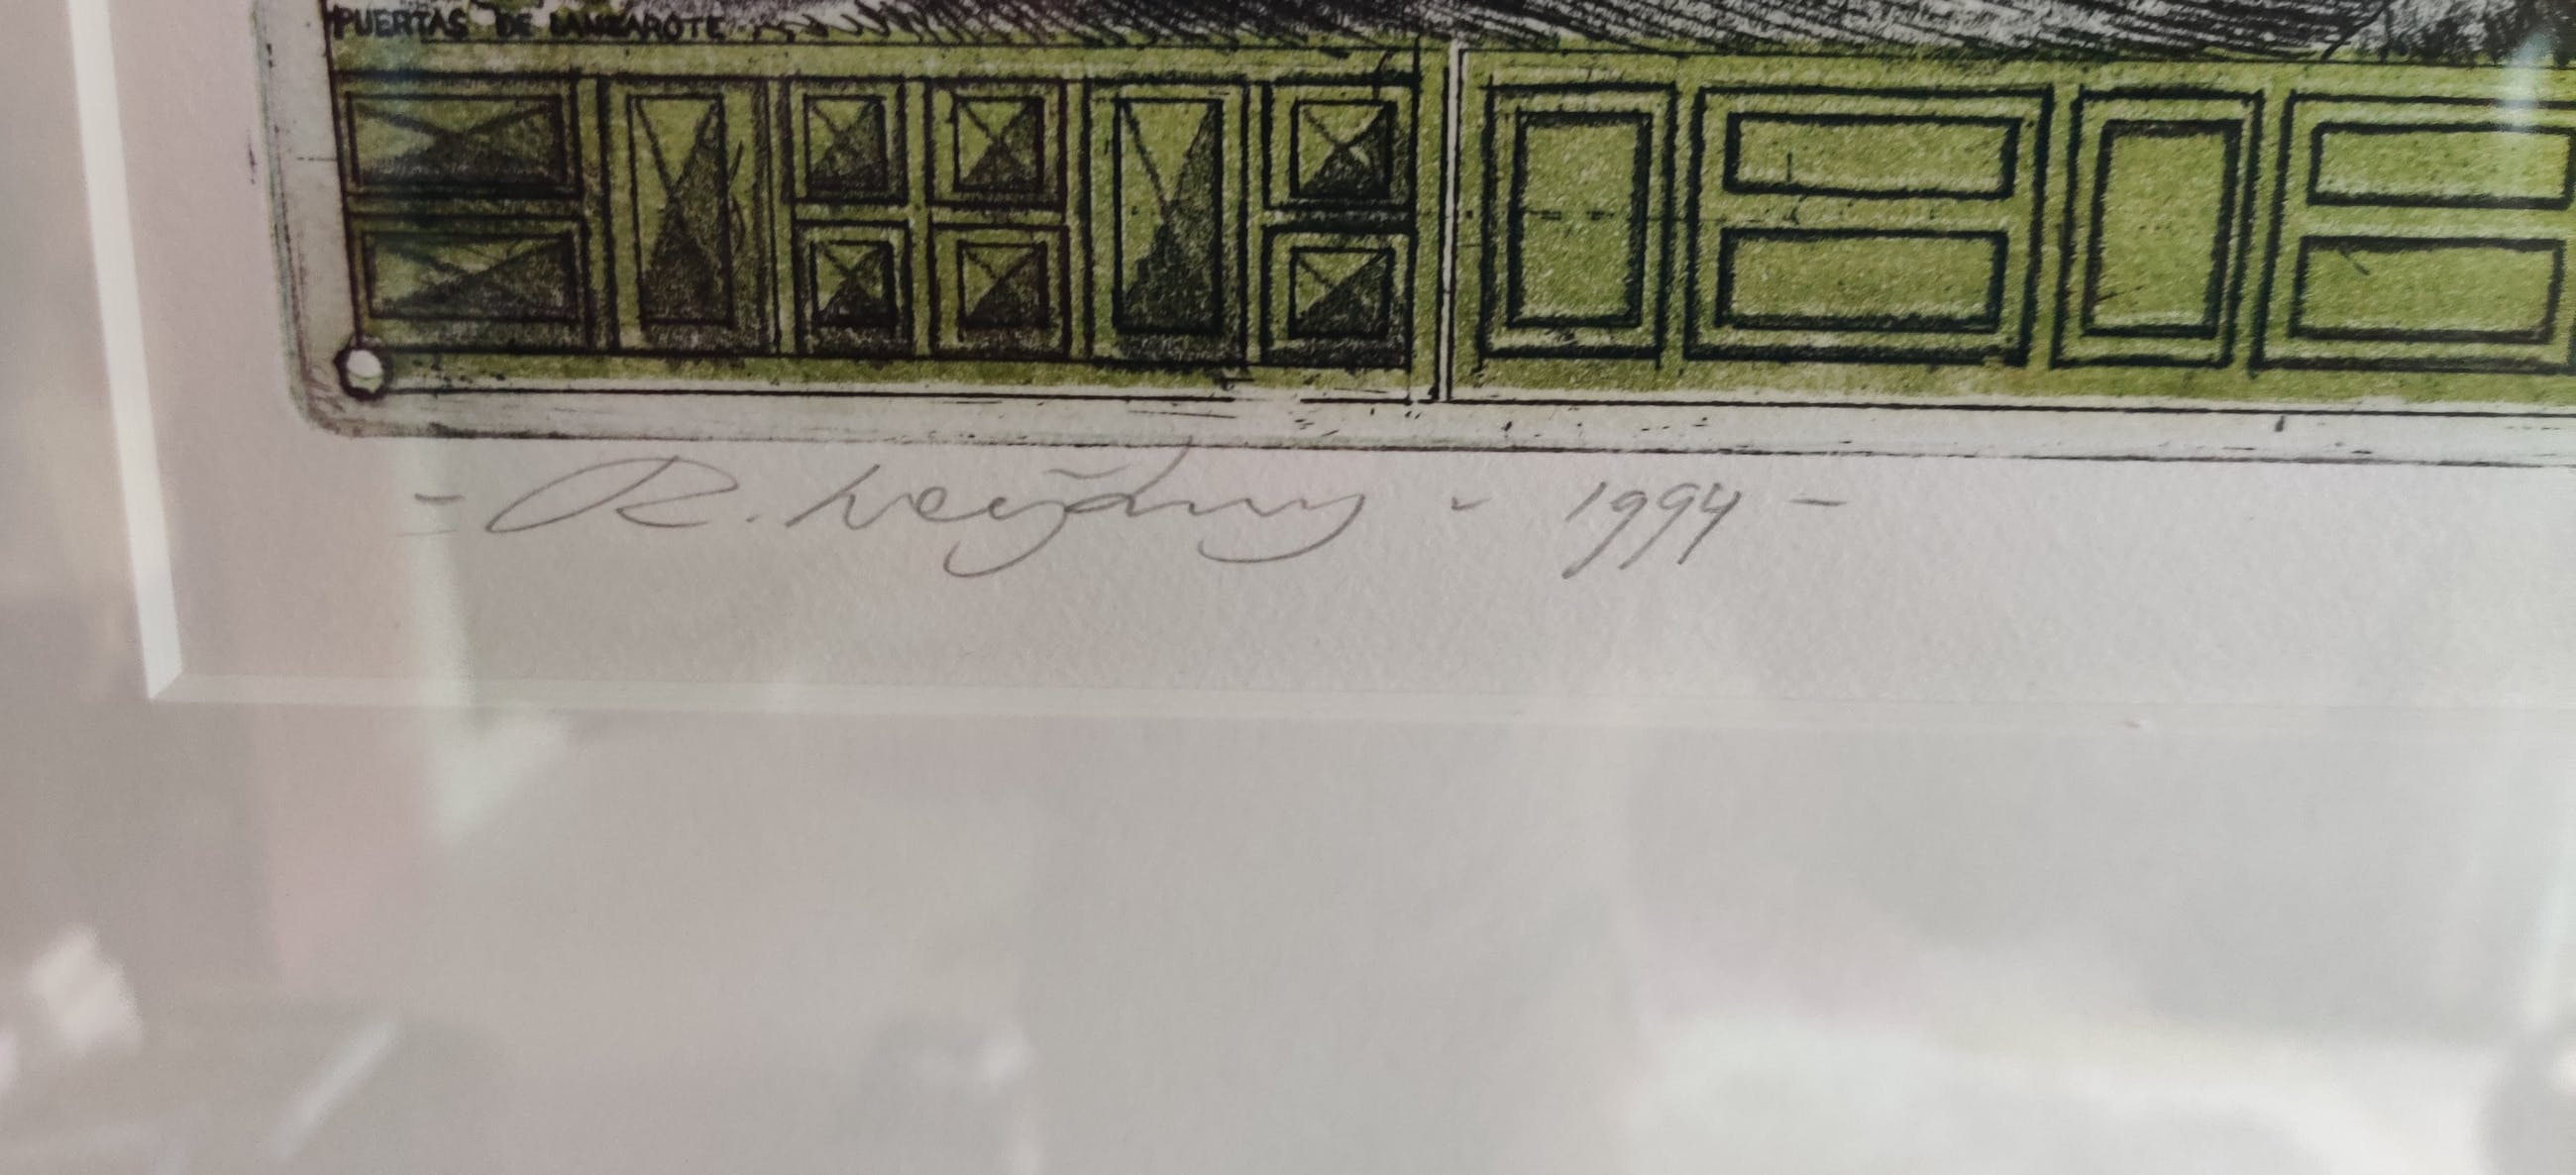 PUERTAS DE LANZAROTE
- R. - 1994 -